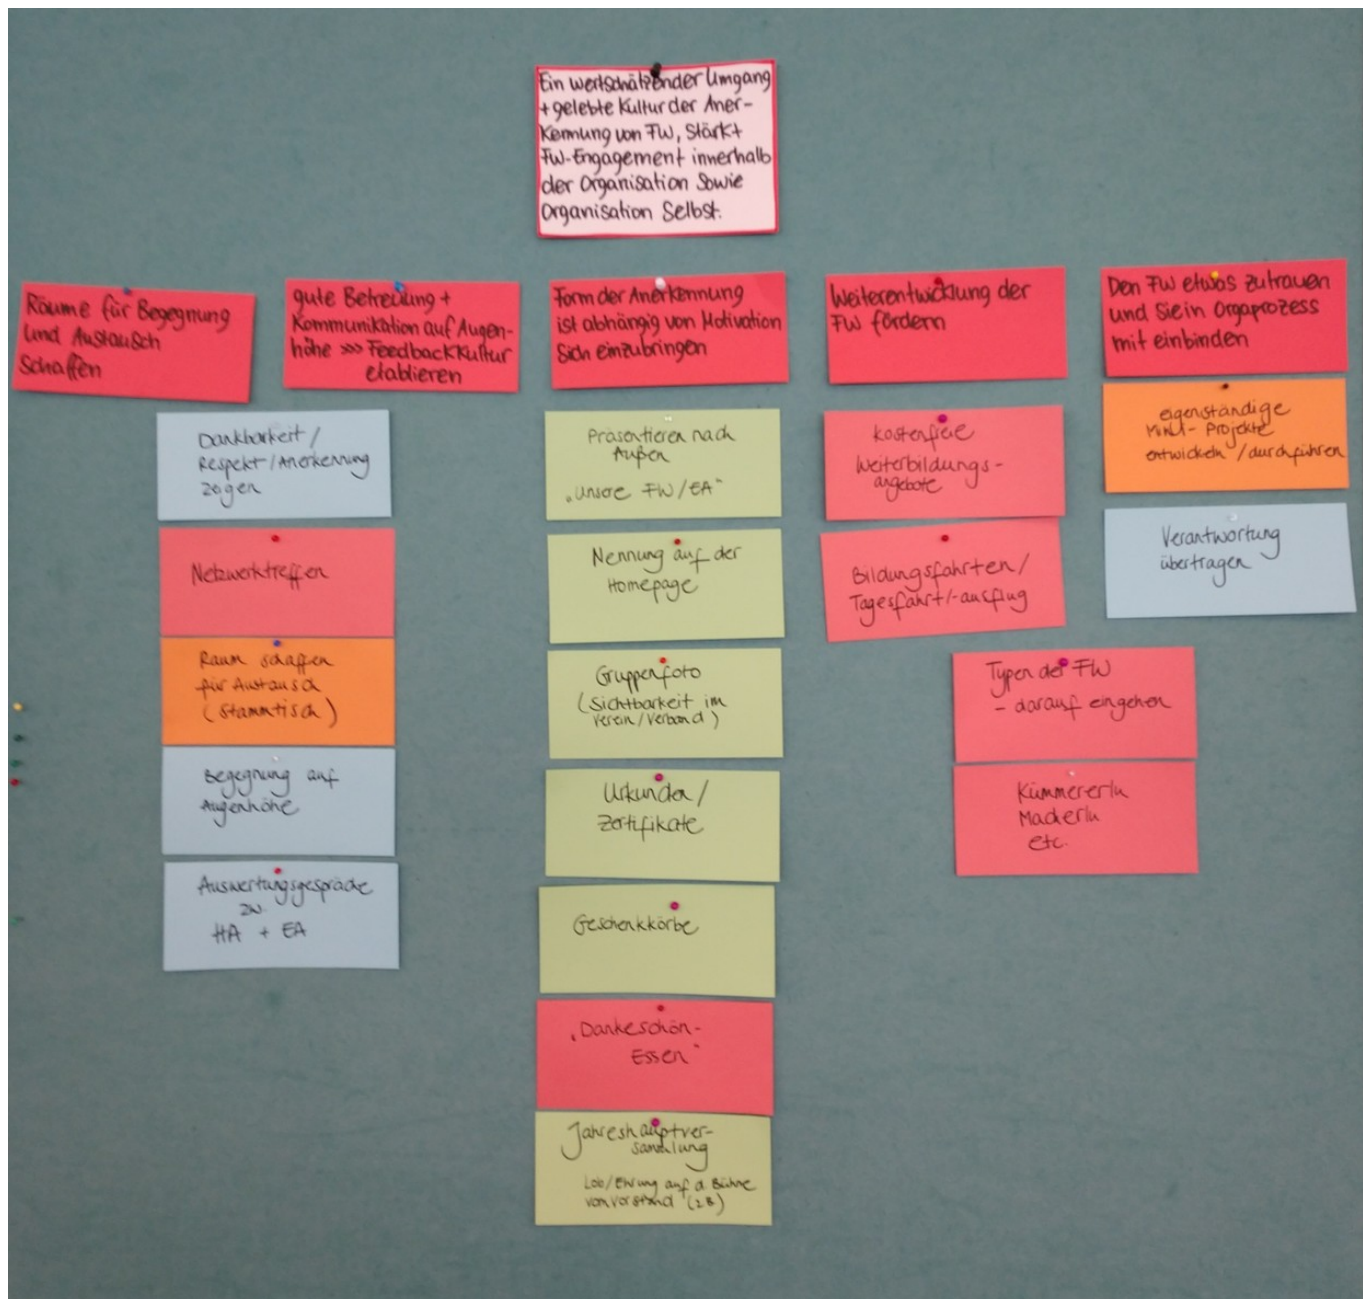 Ein wertschätzender Umgang
+ gelebte Kultur der Aner-
kennung von FW, Stärkt
FW-Engagement innerhalb
der Organisation Sowie
Organisation Selbst.
Räume für Begegnung
und Austausch
Schaffen
gute Betreuung +
Kommunikation auf Augen-
höhe >>> Feedbackkultur
etablieren
Form der Anerkennung
ist abhängig von Motivation
Sich einzubringen
Weiterentwicklung der
FW fördern
Den FW etwas zutrauen
und Sie in Orgaprozess
mit einbinden
Dankbarkeit /
Respekt / Anerkennung
zeigen
Netzwerktreffen
Raum schaffen
für Austausch
(Stammtisch)
Begegnung auf
Augenhöhe
Auswertungsgespräche
zw.
HA + EA
Präsentieren nach
Außen
„Unsere FW/EA"
Nennung auf der
Homepage
Gruppenfoto
(Sichtbarkeit im
Verein/Verband)
Urkunden /
Zertifikate
Geschenkkörbe
„Dankeschön-
Essen"
Jahreshauptver-
sammlung
Lob/Ehrung auf d Bühne
von Vorstand (z B)
kostenfreie
Weiterbildungs-
angebote
Bildungsfahrten /
Tagesfahrt/-ausflug
Typen der FW
- darauf eingehen
KümmererIn
MacherIn
etc.
eigenständige
Mini - Projekte
entwickeln / durchführen
Verantwortung
übertragen